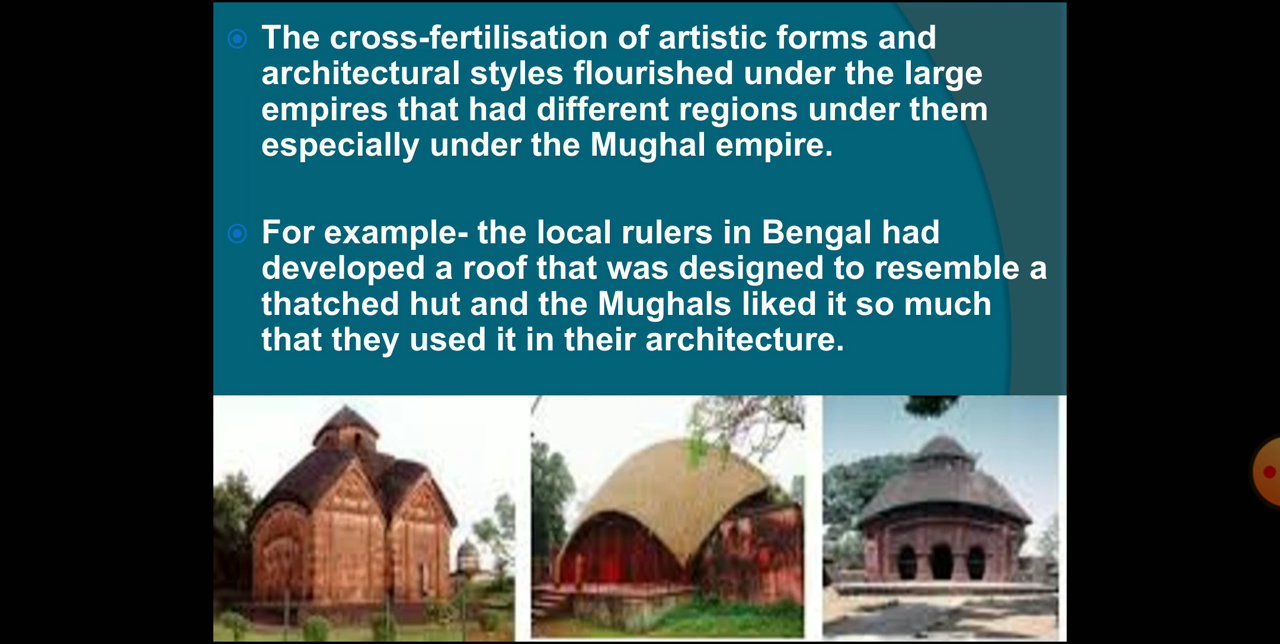 The cross-fertilisation of artistic forms and
architectural styles flourished under the large
empires that had different regions under them
especially under the Mughal empire.
For example- the local rulers in Bengal had
developed a roof that was designed to resemble a
thatched hut and the Mughals liked it so much
that they used it in their architecture.